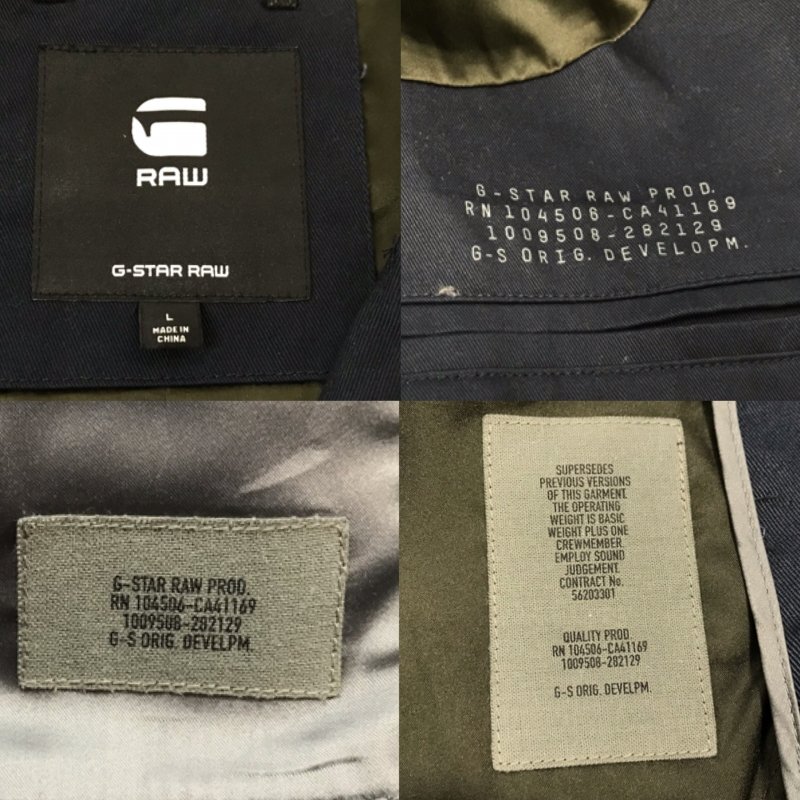 G
RAW
G-STAR RAW
L
MADE IN
CHINA
G-STAR RAW PROD.
RN 104506-CA41169
1009508-282129
G-S ORIG. DEVELOPM.
G-STAR RAW PROD.
RN 104506-CA41169
1009508-282129
G-S ORIG. DEVELPM.
SUPERSEDES
PREVIOUS VERSIONS
OF THIS GARMENT.
THE OPERATING
WEIGHT IS BASIC
WEIGHT PLUS ONE
CREWMEMBER.
EMPLOY SOUND
JUDGEMENT.
CONTRACT No.
56203301
QUALITY PROD.
RN 104506-CA41169
1009508-282129
G-S ORIG. DEVELPM.